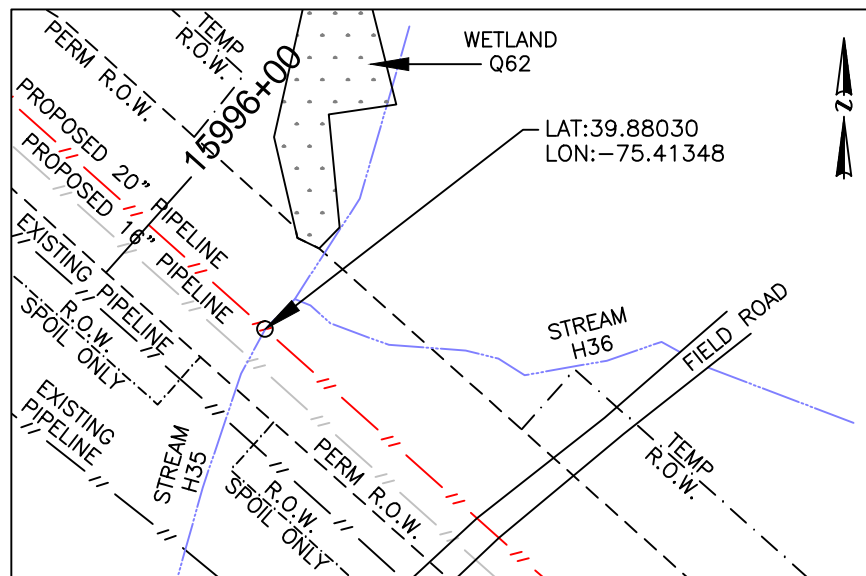 TEMP
R.O.W.
PERM R.O.W.
15996+00
WETLAND
Q62
LAT:39.88030
LON:-75.41348
N
PROPOSED 20" PIPELINE
PROPOSED 16" PIPELINE
EXISTING PIPELINE
R.O.W.
SPOIL ONLY
EXISTING
PIPELINE
STREAM
H35
STREAM
H36
FIELD ROAD
TEMP
R.O.W.
PERM R.O.W.
R.O.W.
SPOIL ONLY